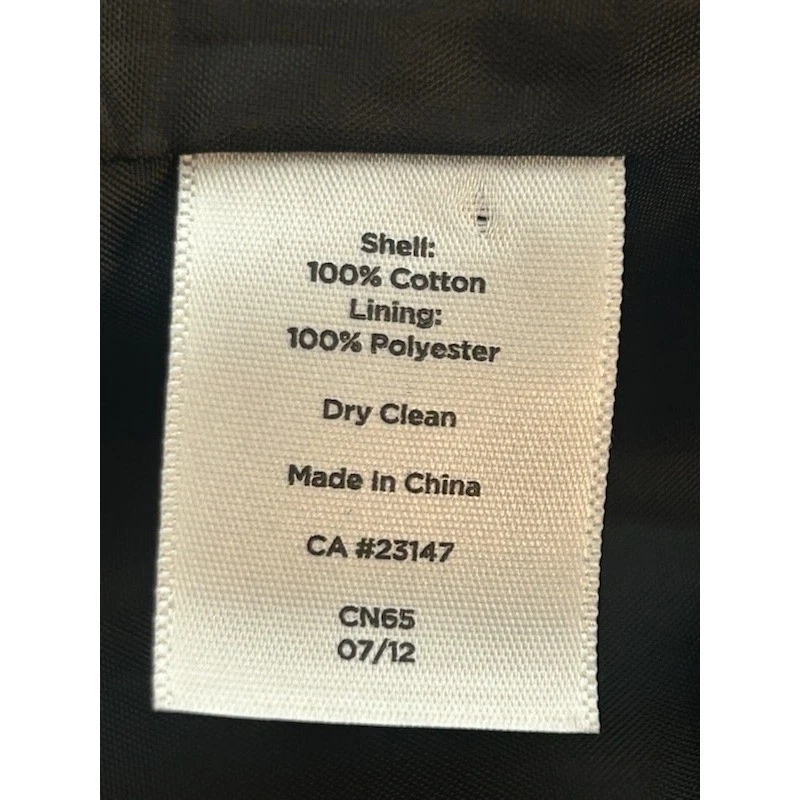 Shell:
100% Cotton
Lining:
100% Polyester
Dry Clean
Made in China
CA #23147
CN65
07/12